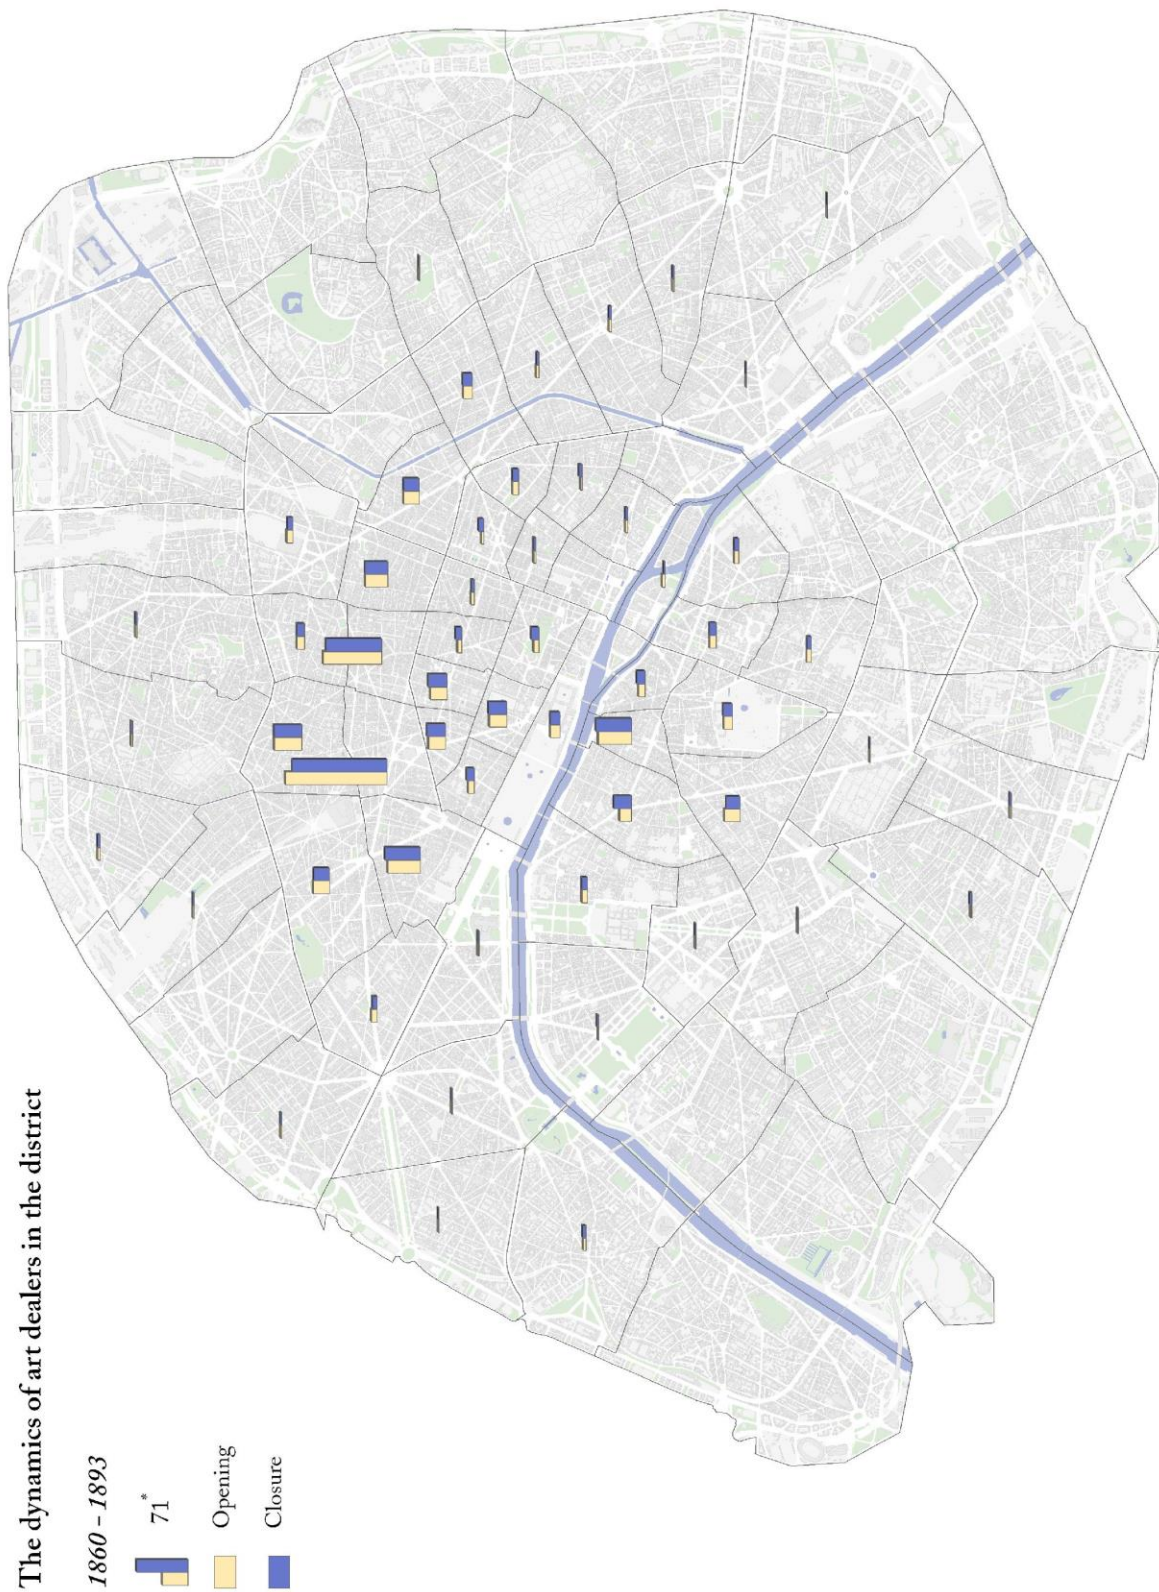 The dynamics of art dealers in the district
1860 - 1893
71*
Opening
Closure